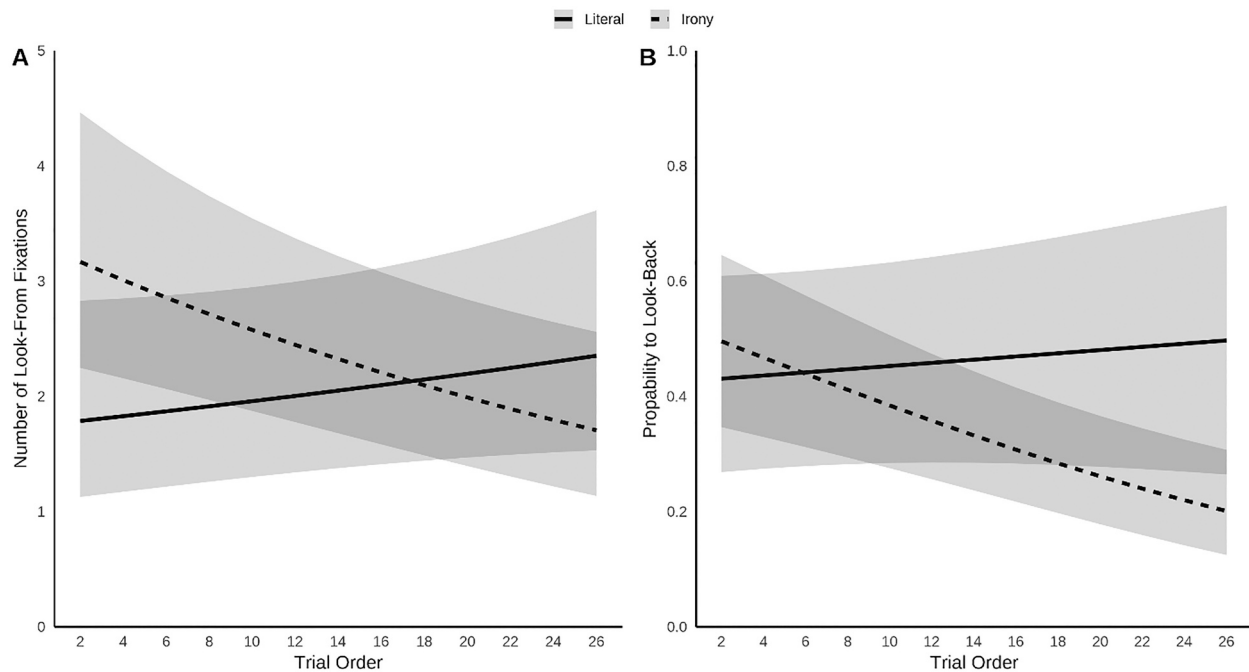 Literal Irony
A
5
4
3
2
1
0
Number of Look-From Fixations
2 4 6 8 10 12 14 16 18 20 22 24 26
Trial Order
B
1.0
0.8
0.6
0.4
0.2
0.0
Propability to Look-Back
2 4 6 8 10 12 14 16 18 20 22 24 26
Trial Order